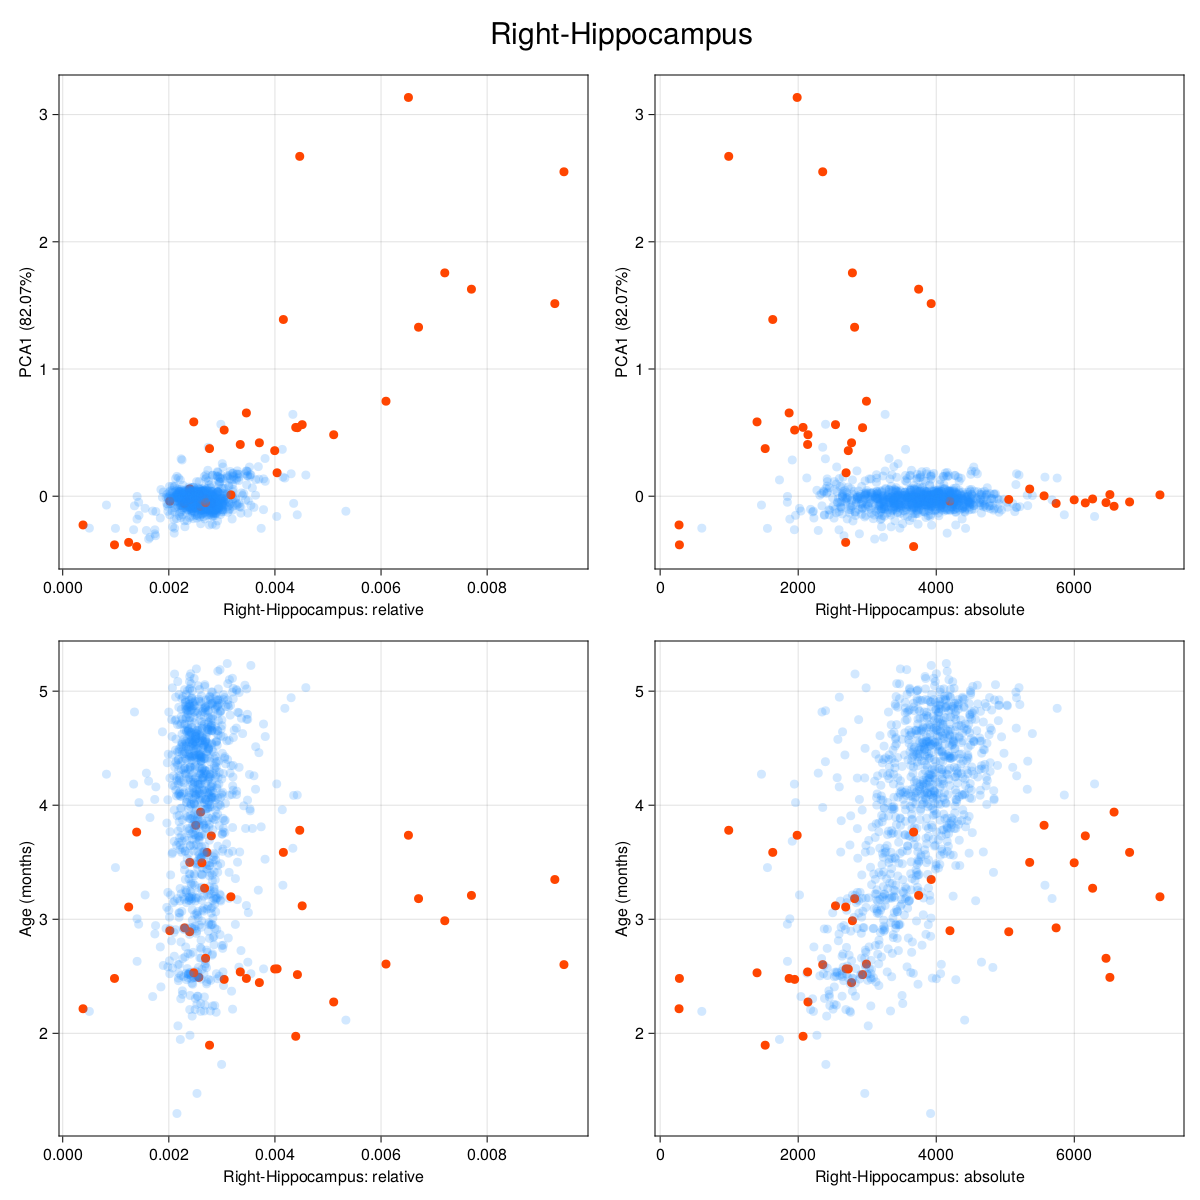 Right-Hippocampus
3
2
1
0
PCA1 (82.07%)
0.000 0.002 0.004 0.006 0.008
Right-Hippocampus: relative
3
2
1
0
PCA1 (82.07%)
0 2000 4000 6000
Right-Hippocampus: absolute
5
4
3
2
Age (months)
0.000 0.002 0.004 0.006 0.008
Right-Hippocampus: relative
5
4
3
2
Age (months)
0 2000 4000 6000
Right-Hippocampus: absolute